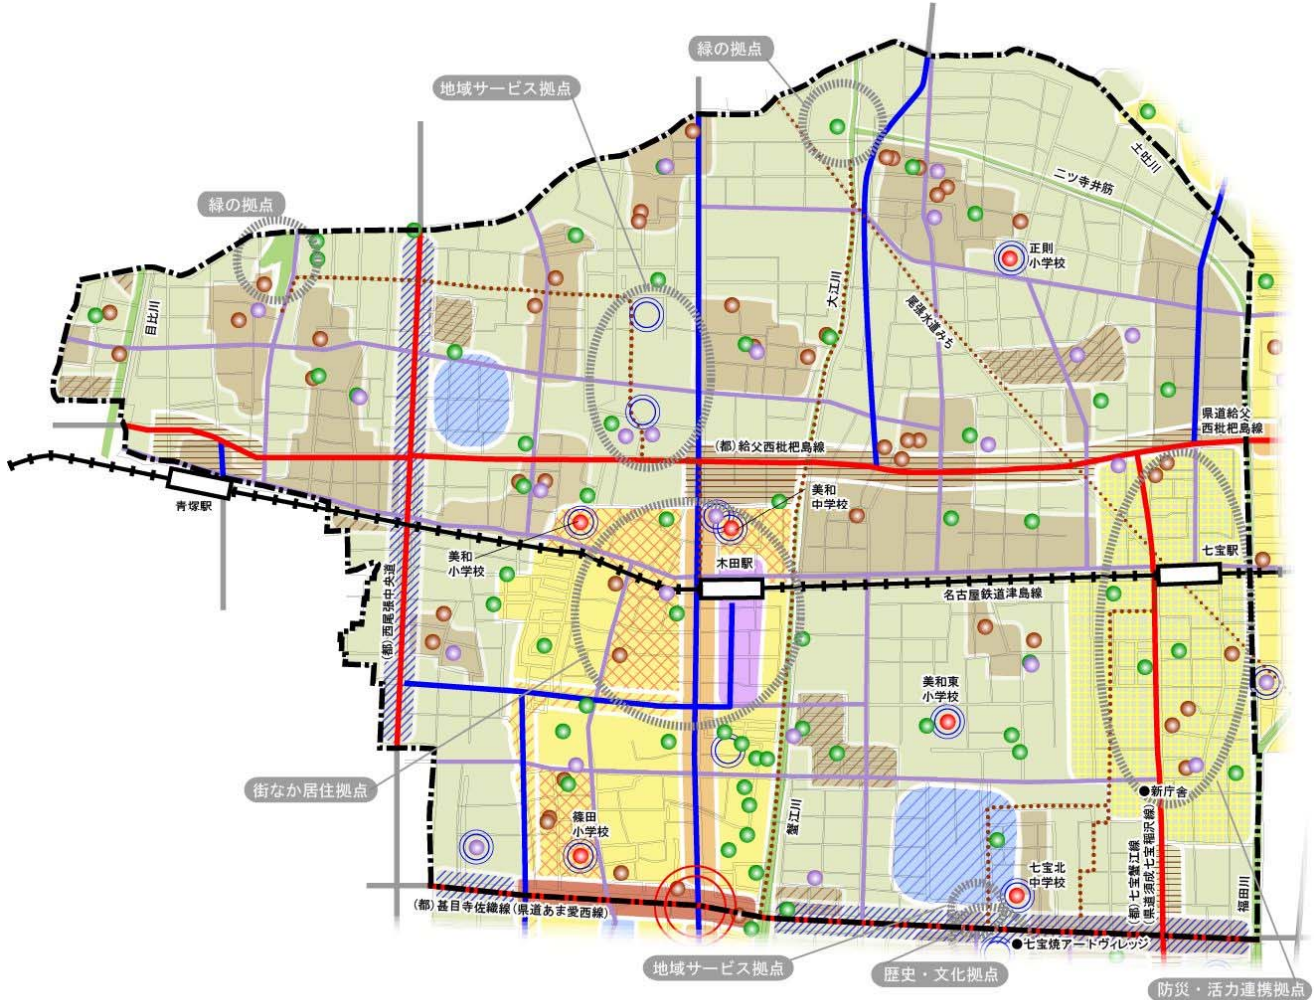 緑の拠点
地域サービス拠点
緑の拠点
土吐川
二ツ寺井筋
正則
小学校
目比川
大江川
尾張水道みち
県道給父
西枇杷島線
(都)給父西枇杷島線
青塚駅
美和
中学校
美和
小学校
木田駅
七宝駅
名古屋鉄道津島線
(都)西尾張中央道
美和東
小学校
街なか居住拠点
新庁舎
篠田
小学校
蟹江川
(都)七宝蟹江線
(県道須成七宝稲沢線)
七宝北
中学校
福田川
(都)甚目寺佐織線(県道あま愛西線)
七宝焼アートヴィレッジ
地域サービス拠点
歴史・文化拠点
防災・活力連携拠点